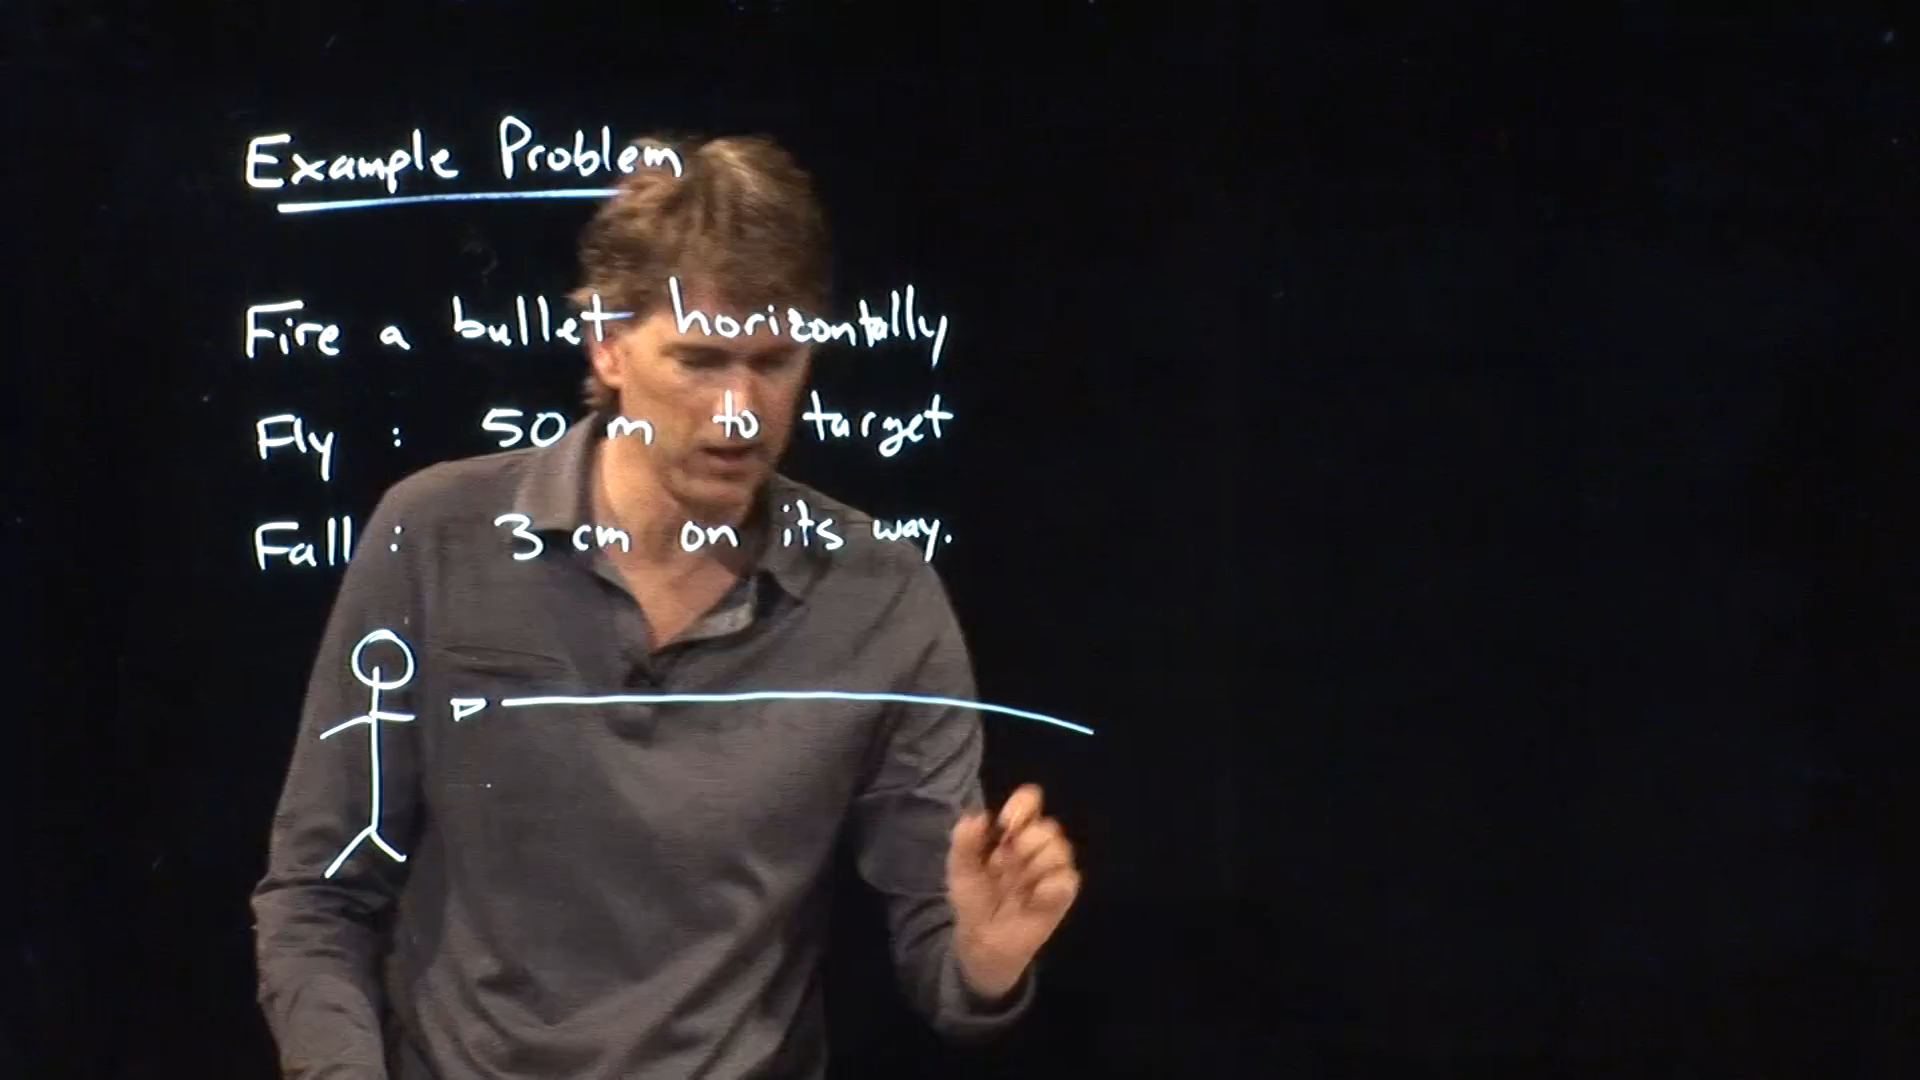 Example Problem
Fire a bullet horizontally
Fly : 50 m to target
Fall : 3 cm on its way.